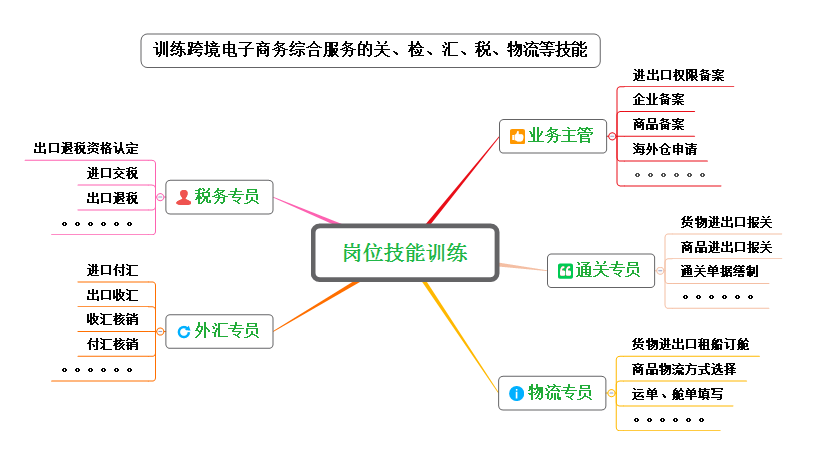 训练跨境电子商务综合服务的关、检、汇、税、物流等技能
岗位技能训练
业务主管
进出口权限备案
企业备案
商品备案
海外仓申请
。。。。。。
通关专员
货物进出口报关
商品进出口报关
通关单据缮制
。。。。。。
物流专员
货物进出口租船订舱
商品物流方式选择
运单、舱单填写
。。。。。。
税务专员
出口退税资格认定
进口交税
出口退税
。。。。。。
外汇专员
进口付汇
出口收汇
收汇核销
付汇核销
。。。。。。